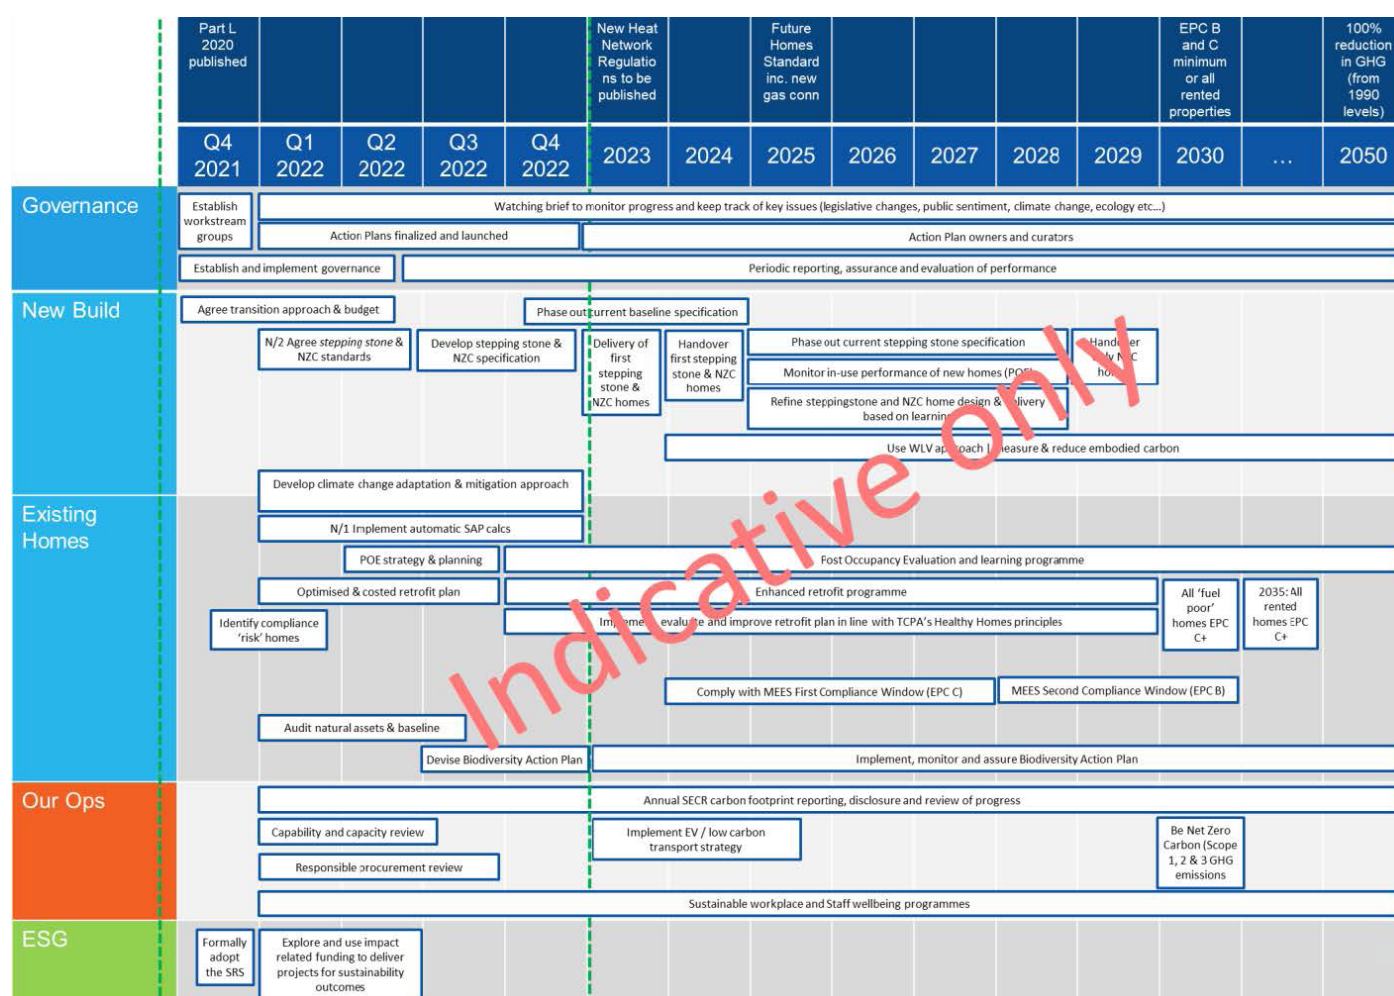 Part L
2020
published
New Heat
Network
Regulatio
ns to be
published
Future
Homes
Standard
inc. new
gas conn
EPC B
and C
minimum
or all
rented
properties
100%
reduction
in GHG
(from
1990
levels)
Q4
2021
Q1
2022
Q2
2022
Q3
2022
Q4
2022
2023
2024
2025
2026
2027
2028
2029
2030
...
2050
Governance
Establish
workstream
groups
Watching brief to monitor progress and keep track of key issues (legislative changes, public sentiment, climate change, ecology etc...)
Action Plans finalized and launched
Action Plan owners and curators
Establish and implement governance
Periodic reporting, assurance and evaluation of performance
New Build
Agree transition approach & budget
Phase out current baseline specification
N/2 Agree stepping stone &
NZC standards
Develop stepping stone &
NZC specification
Delivery of
first
stepping
stone &
NZC homes
Handover
first stepping
stone & NZC
homes
Phase out current stepping stone specification
Monitor in-use performance of new homes (POE)
Refine steppingstone and NZC home design & delivery
based on learning
Handover
only NZC
homes
Use WLV approach | measure & reduce embodied carbon
Develop climate change adaptation & mitigation approach
Existing
Homes
N/1 Implement automatic SAP calcs
POE strategy & planning
Post Occupancy Evaluation and learning programme
Optimised & costed retrofit plan
Enhanced retrofit programme
All 'fuel
poor'
homes EPC
C+
2035: All
rented
homes EPC
C+
Identify compliance
'risk' homes
Implement, evaluate and improve retrofit plan in line with TCPA's Healthy Homes principles
Comply with MEES First Compliance Window (EPC C)
MEES Second Compliance Window (EPC B)
Audit natural assets & baseline
Devise Biodiversity Action Plan
Implement, monitor and assure Biodiversity Action Plan
Our Ops
Annual SECR carbon footprint reporting, disclosure and review of progress
Capability and capacity review
Implement EV / low carbon
transport strategy
Be Net Zero
Carbon (Scope
1, 2 & 3 GHG
emissions
Responsible procurement review
Sustainable workplace and Staff wellbeing programmes
ESG
Formally
adopt
the SRS
Explore and use impact
related funding to deliver
projects for sustainability
outcomes
Indicative only